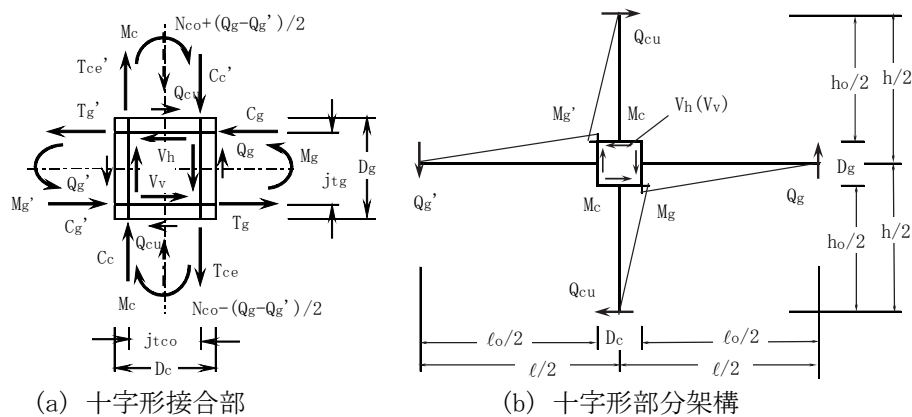 Mc
Nco+(Qg-Qg')/2
Tce'
Cc'
Qcu
Tg'
Cg
Vh
Qg
Mg
Dg
jtg
Qg'
Vv
Mg'
Cg'
Tg
Qcu
Cc
Tce
Mc
Nco-(Qg-Qg')/2
jtco
Dc
(a) 十字形接合部
Qcu
Mg'
Mc
Vh(Vv)
ho/2
h/2
Dg
Qg'
Mc
Mg
Qg
ho/2
h/2
Qcu
ℓo/2
Dc
ℓo/2
ℓ/2
ℓ/2
(b) 十字形部分架構